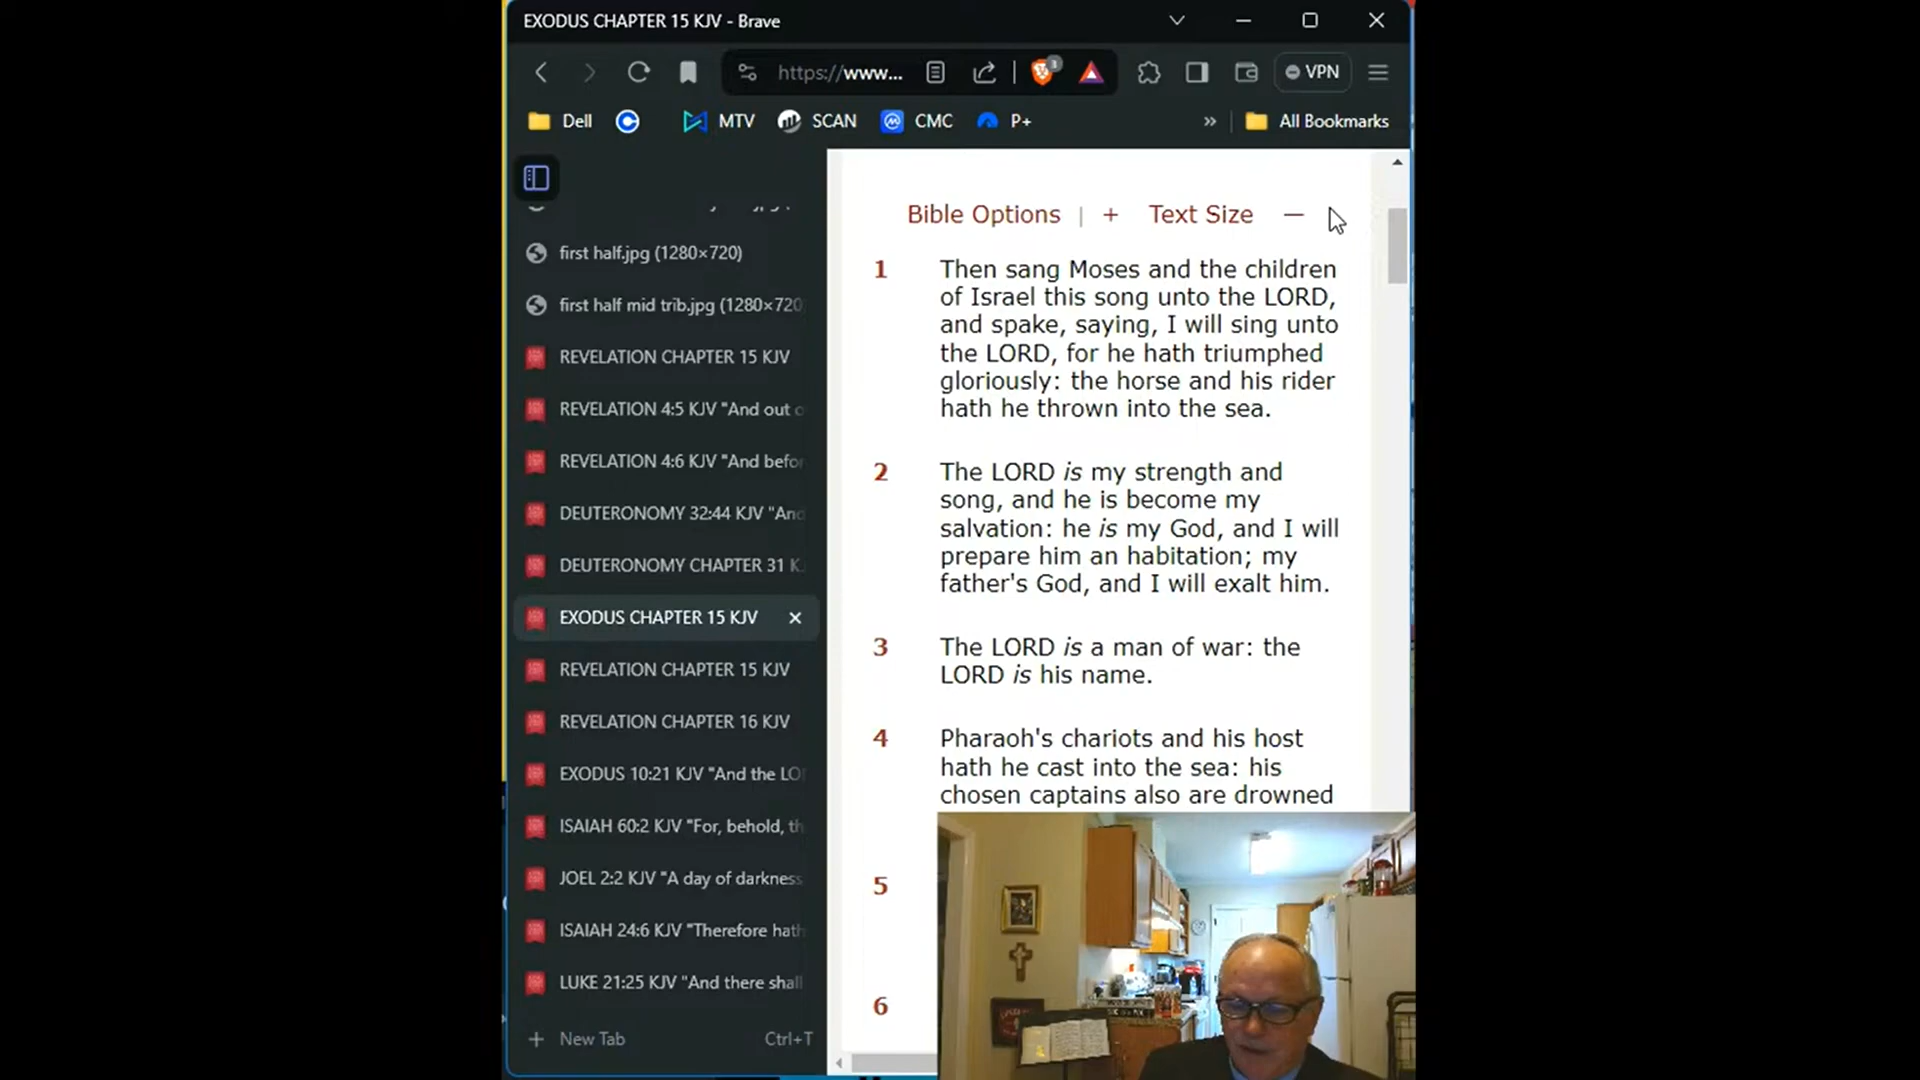 EXODUS CHAPTER 15 KJV - Brave
https://www...
3
VPN
Dell
MTV
SCAN
CMC
P+
»
All Bookmarks
first half.jpg (1280×720)
first half mid trib.jpg (1280×720
REVELATION CHAPTER 15 KJV
REVELATION 4:5 KJV "And out o
REVELATION 4:6 KJV "And befor
DEUTERONOMY 32:44 KJV "And
DEUTERONOMY CHAPTER 31 K
EXODUS CHAPTER 15 KJV
REVELATION CHAPTER 15 KJV
REVELATION CHAPTER 16 KJV
EXODUS 10:21 KJV "And the LO
ISAIAH 60:2 KJV "For, behold, th
JOEL 2:2 KJV "A day of darkness
ISAIAH 24:6 KJV "Therefore hath
LUKE 21:25 KJV "And there shall
+ New Tab Ctrl+T
Bible Options | + Text Size —
1 Then sang Moses and the children
of Israel this song unto the LORD,
and spake, saying, I will sing unto
the LORD, for he hath triumphed
gloriously: the horse and his rider
hath he thrown into the sea.
2 The LORD is my strength and
song, and he is become my
salvation: he is my God, and I will
prepare him an habitation; my
father's God, and I will exalt him.
3 The LORD is a man of war: the
LORD is his name.
4 Pharaoh's chariots and his host
hath he cast into the sea: his
chosen captains also are drowned
5
6